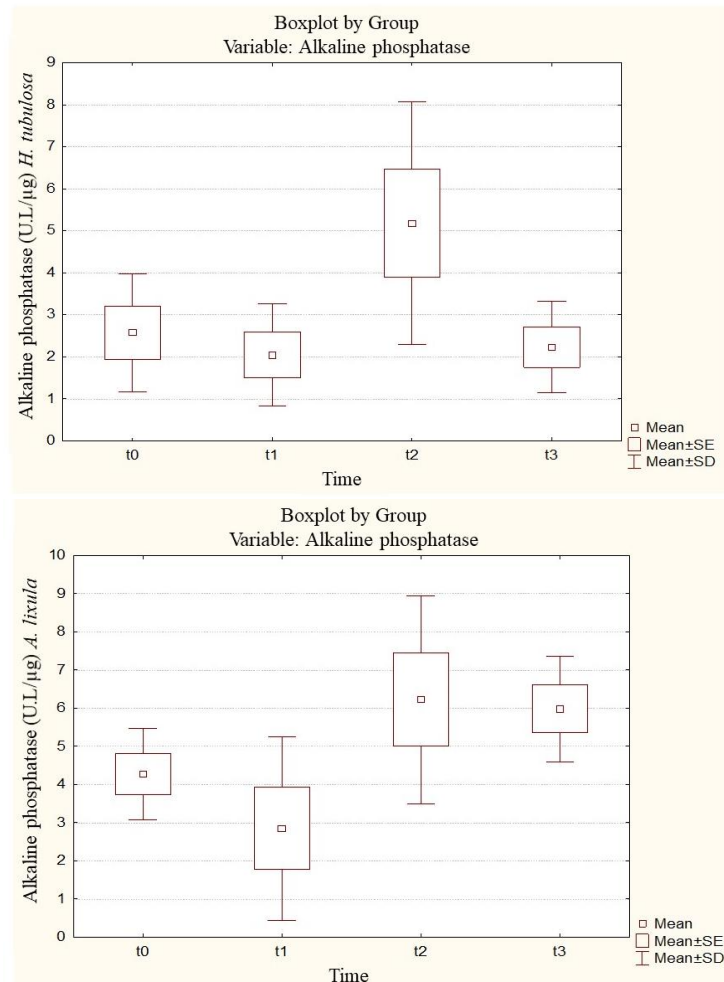 Boxplot by Group
Variable: Alkaline phosphatase
Alkaline phosphatase (U.L/µg) H. tubulosa
9
8
7
6
5
4
3
2
1
0
t0 t1 t2 t3
Time
Mean
Mean±SE
Mean±SD
Boxplot by Group
Variable: Alkaline phosphatase
Alkaline phosphatase (U.L/µg) A. lixula
10
9
8
7
6
5
4
3
2
1
0
t0 t1 t2 t3
Time
Mean
Mean±SE
Mean±SD